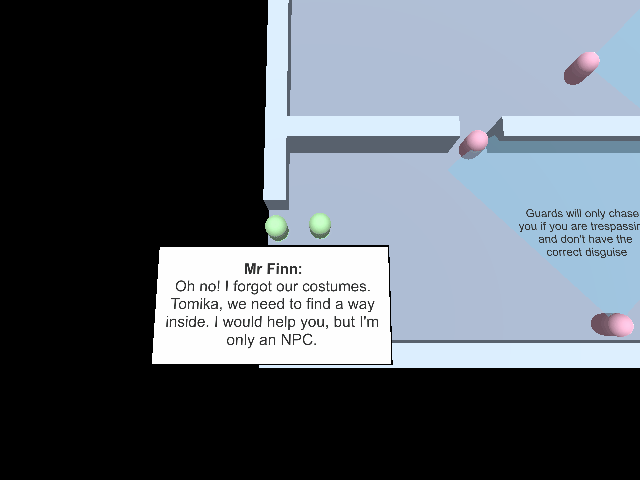 Guards will only chase
you if you are
and don't have the
correct disguise
Mr Finn:
Oh no! I forgot our costumes.
Tomika, we need to find a way
inside. I would help you, but I'm
only an NPC.